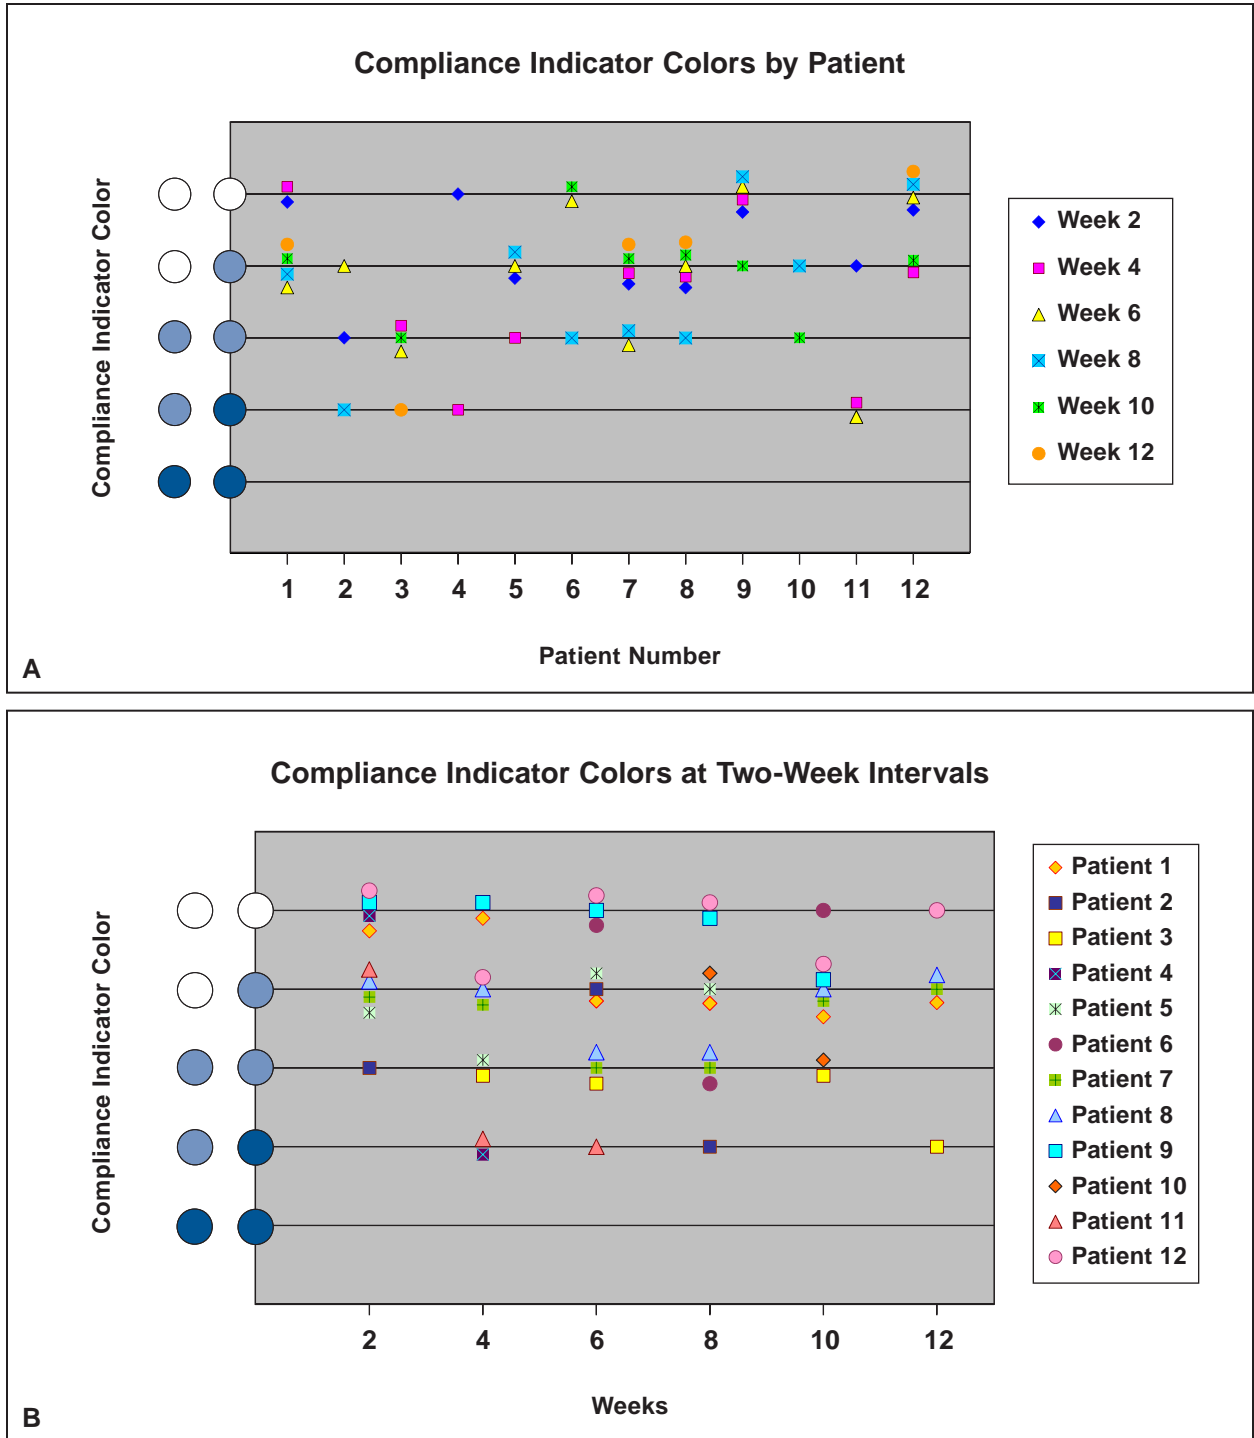 Compliance Indicator Colors by Patient
Compliance Indicator Color
Week 2
Week 4
Week 6
Week 8
Week 10
Week 12
1 2 3 4 5 6 7 8 9 10 11 12
Patient Number
A
Compliance Indicator Colors at Two-Week Intervals
Compliance Indicator Color
Patient 1
Patient 2
Patient 3
Patient 4
Patient 5
Patient 6
Patient 7
Patient 8
Patient 9
Patient 10
Patient 11
Patient 12
2 4 6 8 10 12
Weeks
B